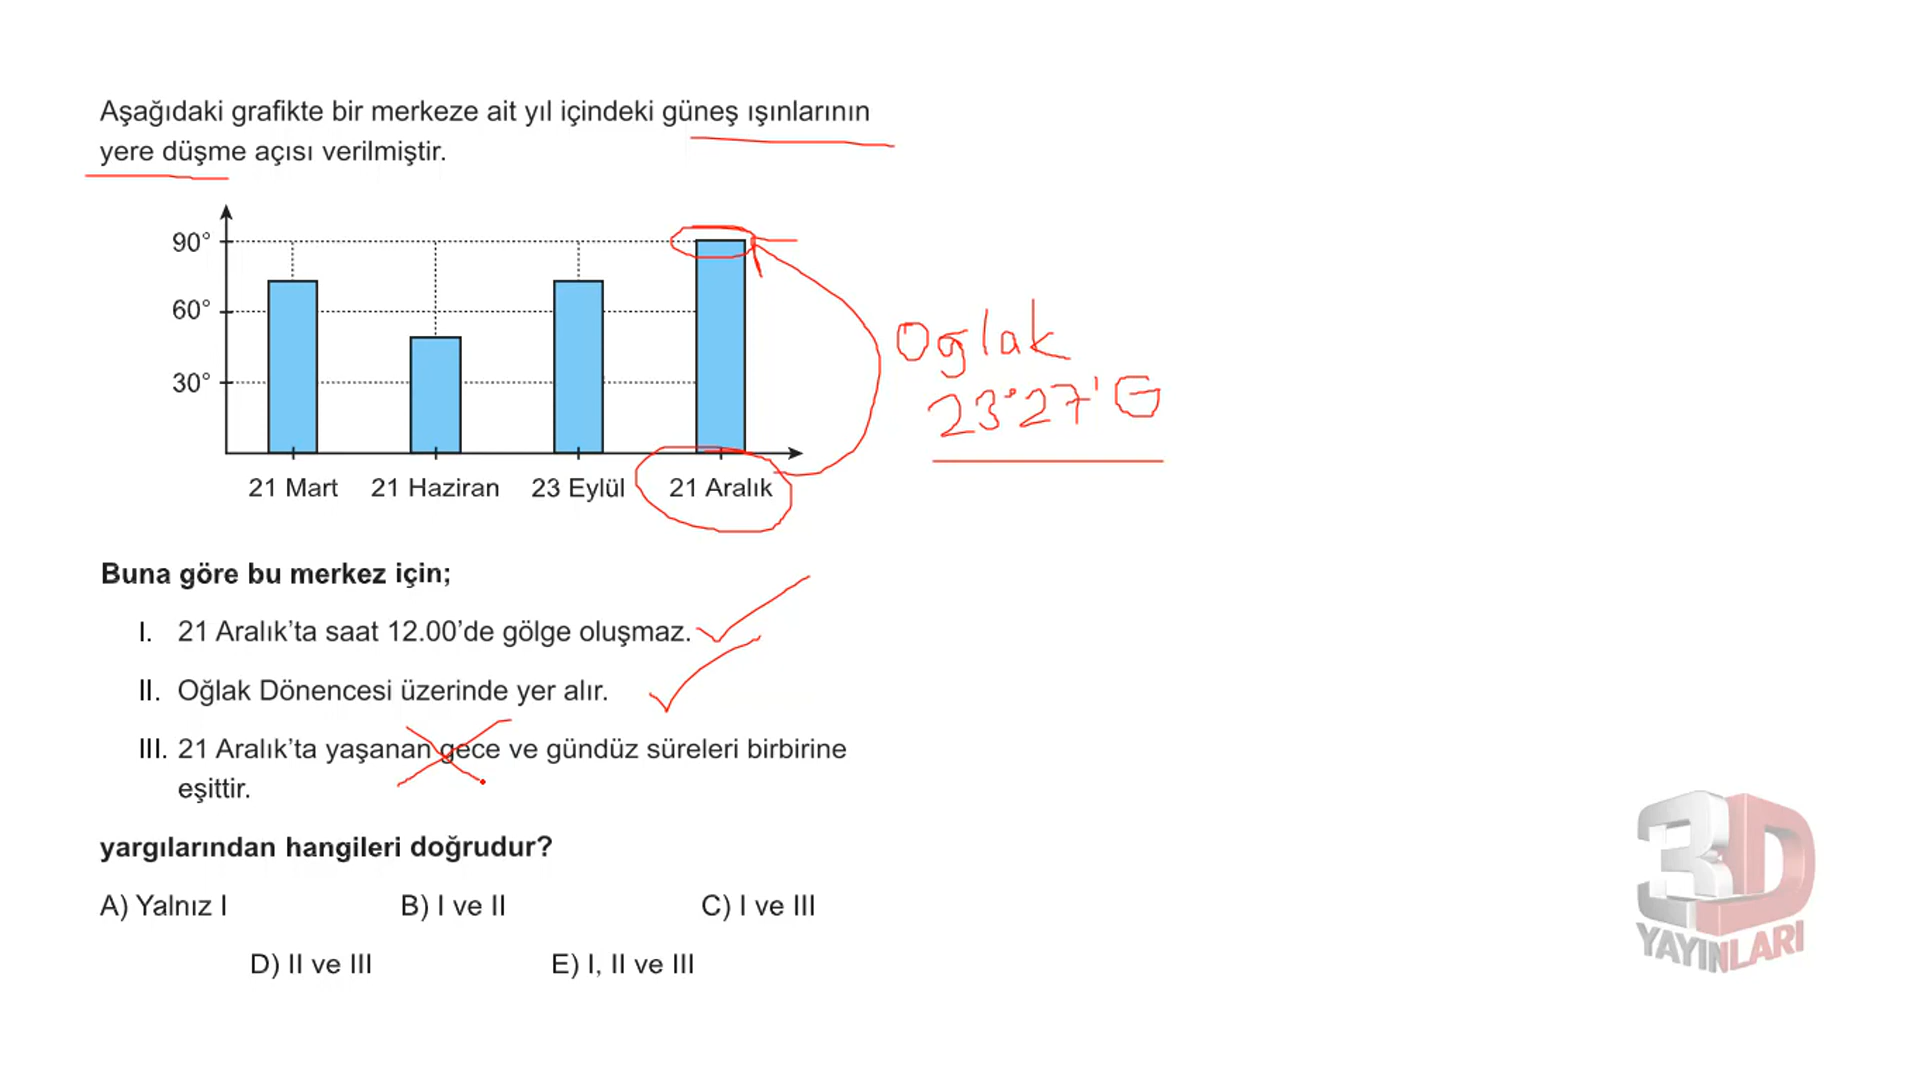 Aşağıdaki grafikte bir merkeze ait yıl içindeki güneş ışınlarının
yere düşme açısı verilmiştir.
90°
60°
30°
21 Mart
21 Haziran
23 Eylül
21 Aralık
Oğlak
23°27' G
Buna göre bu merkez için;
I. 21 Aralık’ta saat 12.00’de gölge oluşmaz.
II. Oğlak Dönencesi üzerinde yer alır.
III. 21 Aralık’ta yaşanan gece ve gündüz süreleri birbirine
eşittir.
yargılarından hangileri doğrudur?
A) Yalnız I
B) I ve II
C) I ve III
D) II ve III
E) I, II ve III
3D
YAYINLARI